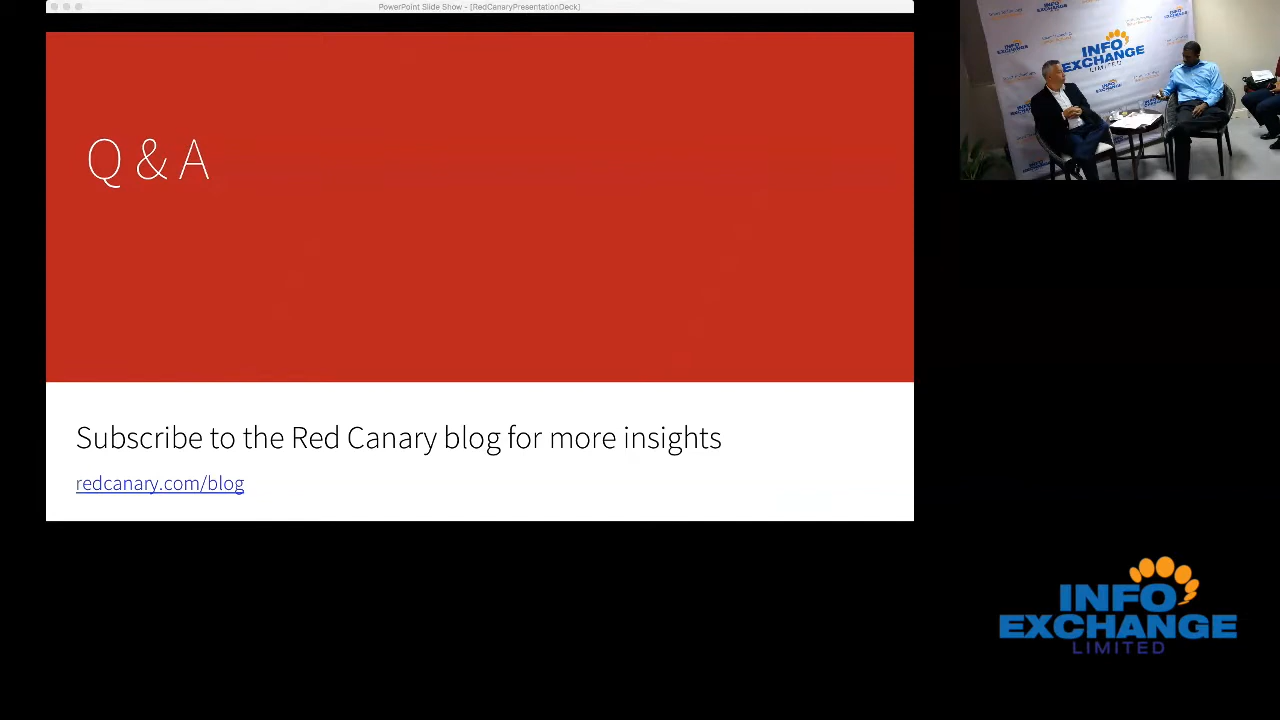 PowerPoint Slide Show - [RedCanaryPresentationDeck]
Q & A
Subscribe to the Red Canary blog for more insights
redcanary.com/blog
INFO
EXCHANGE
LIMITED
INFO
EXCHANGE
LIMITED